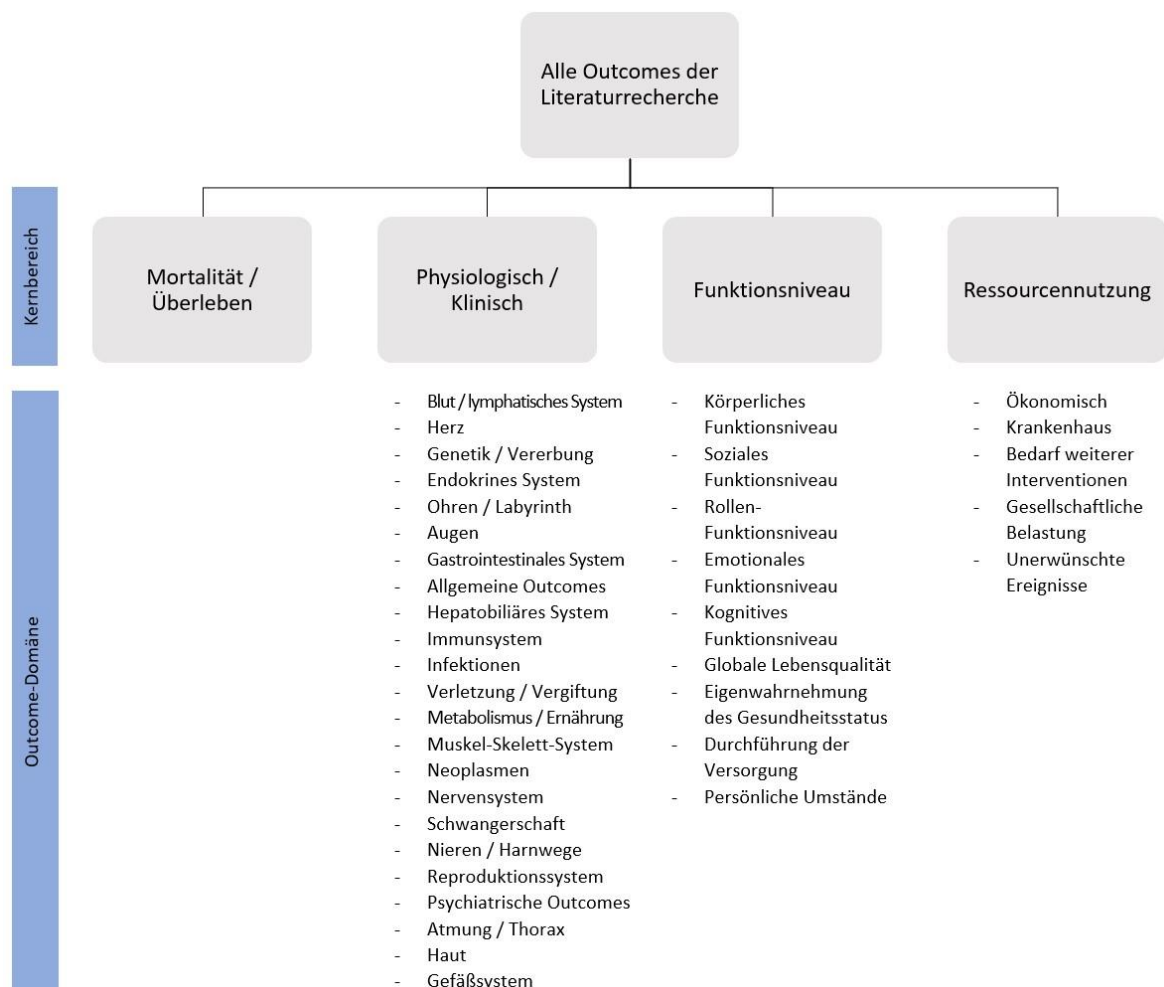 Alle Outcomes der
Literaturrecherche
Kernbereich
Mortalität /
Überleben
Physiologisch /
Klinisch
Funktionsniveau
Ressourcennutzung
Outcome-Domäne
- Blut / lymphatisches System
- Herz
- Genetik / Vererbung
- Endokrines System
- Ohren / Labyrinth
- Augen
- Gastrointestinales System
- Allgemeine Outcomes
- Hepatobiliäres System
- Immunsystem
- Infektionen
- Verletzung / Vergiftung
- Metabolismus / Ernährung
- Muskel-Skelett-System
- Neoplasmen
- Nervensystem
- Schwangerschaft
- Nieren / Harnwege
- Reproduktionssystem
- Psychiatrische Outcomes
- Atmung / Thorax
- Haut
- Gefäßsystem
- Körperliches
Funktionsniveau
- Soziales
Funktionsniveau
- Rollen-
Funktionsniveau
- Emotionales
Funktionsniveau
- Kognitives
Funktionsniveau
- Globale Lebensqualität
- Eigenwahrnehmung
des Gesundheitsstatus
- Durchführung der
Versorgung
- Persönliche Umstände
- Ökonomisch
- Krankenhaus
- Bedarf weiterer
Interventionen
- Gesellschaftliche
Belastung
- Unerwünschte
Ereignisse